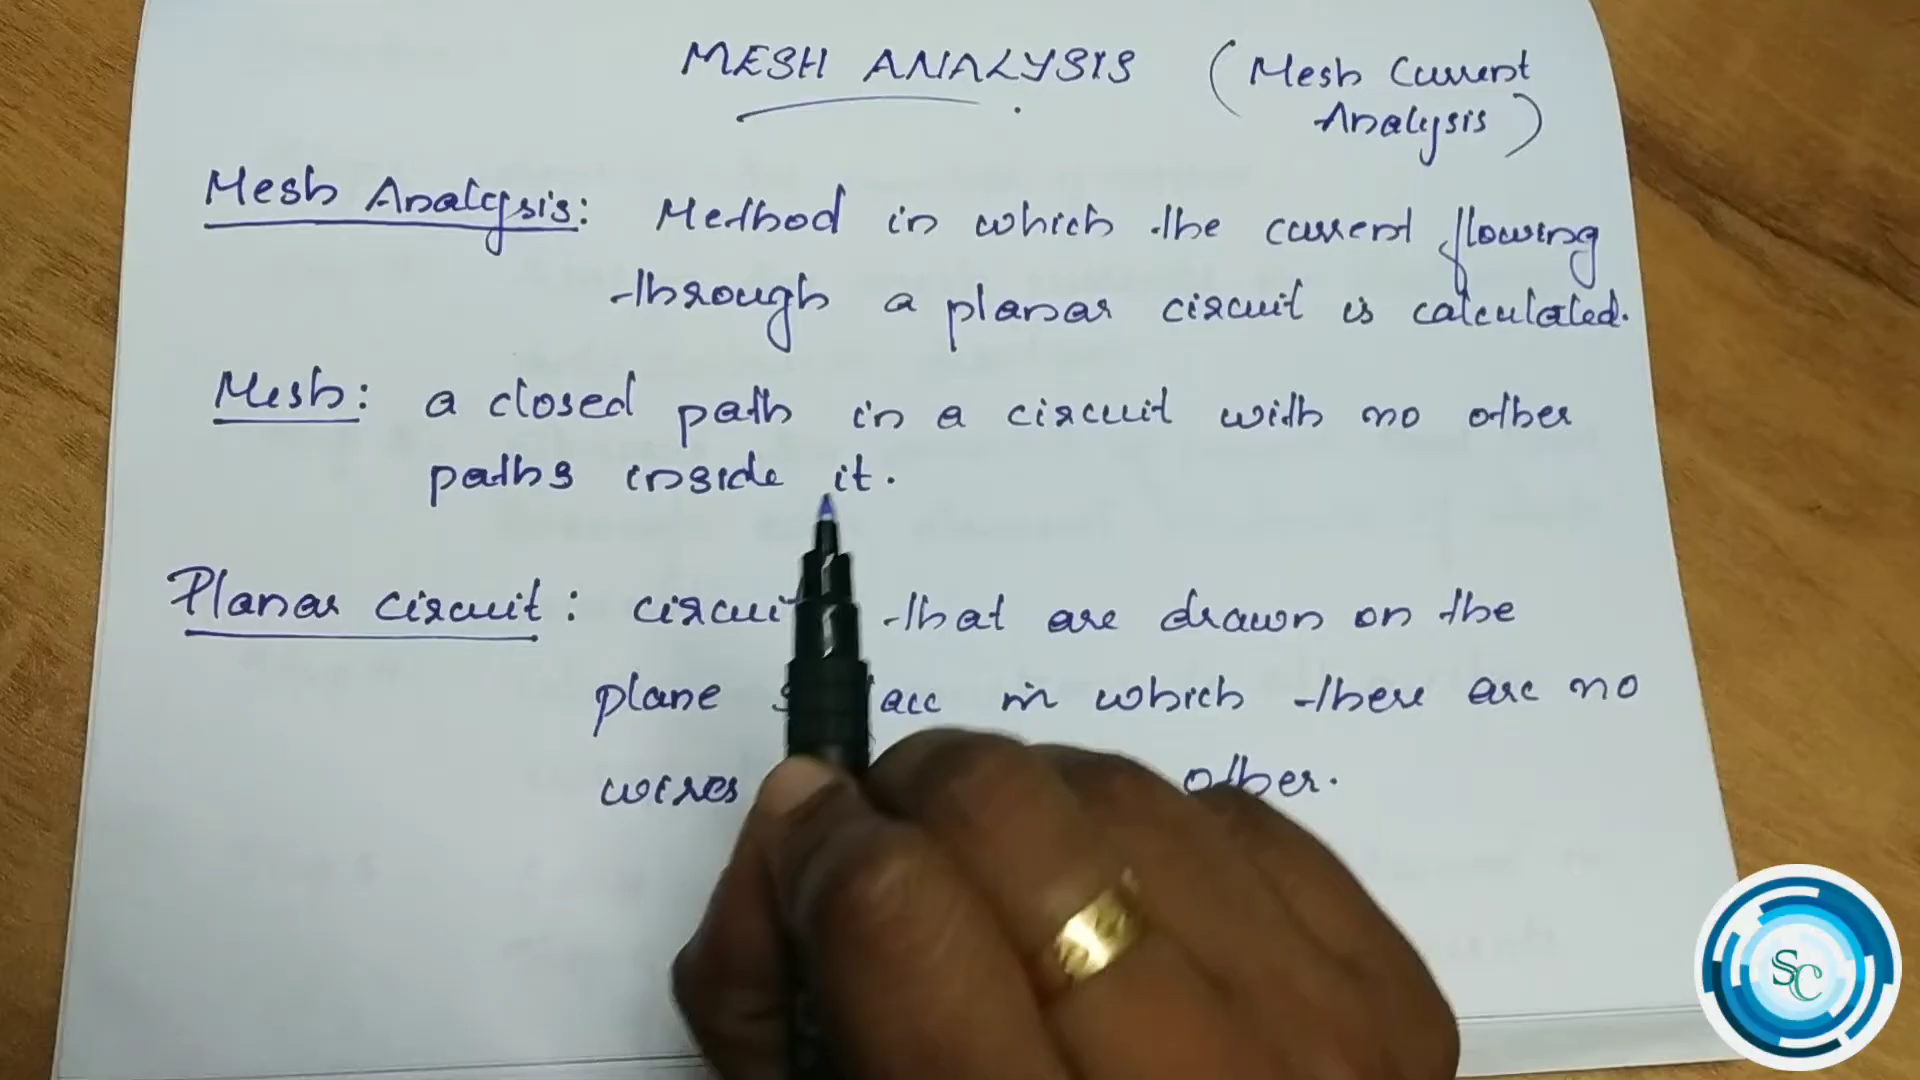 MESH ANALYSIS (Mesh Current
Analysis)
Mesh Analysis: Method in which the current flowing
through a planar circuit is calculated.
Mesh: a closed path in a circuit with no other
paths inside it.
Planar circuit: circuit that are drawn on the
plane in which there are no
wires other.
SC